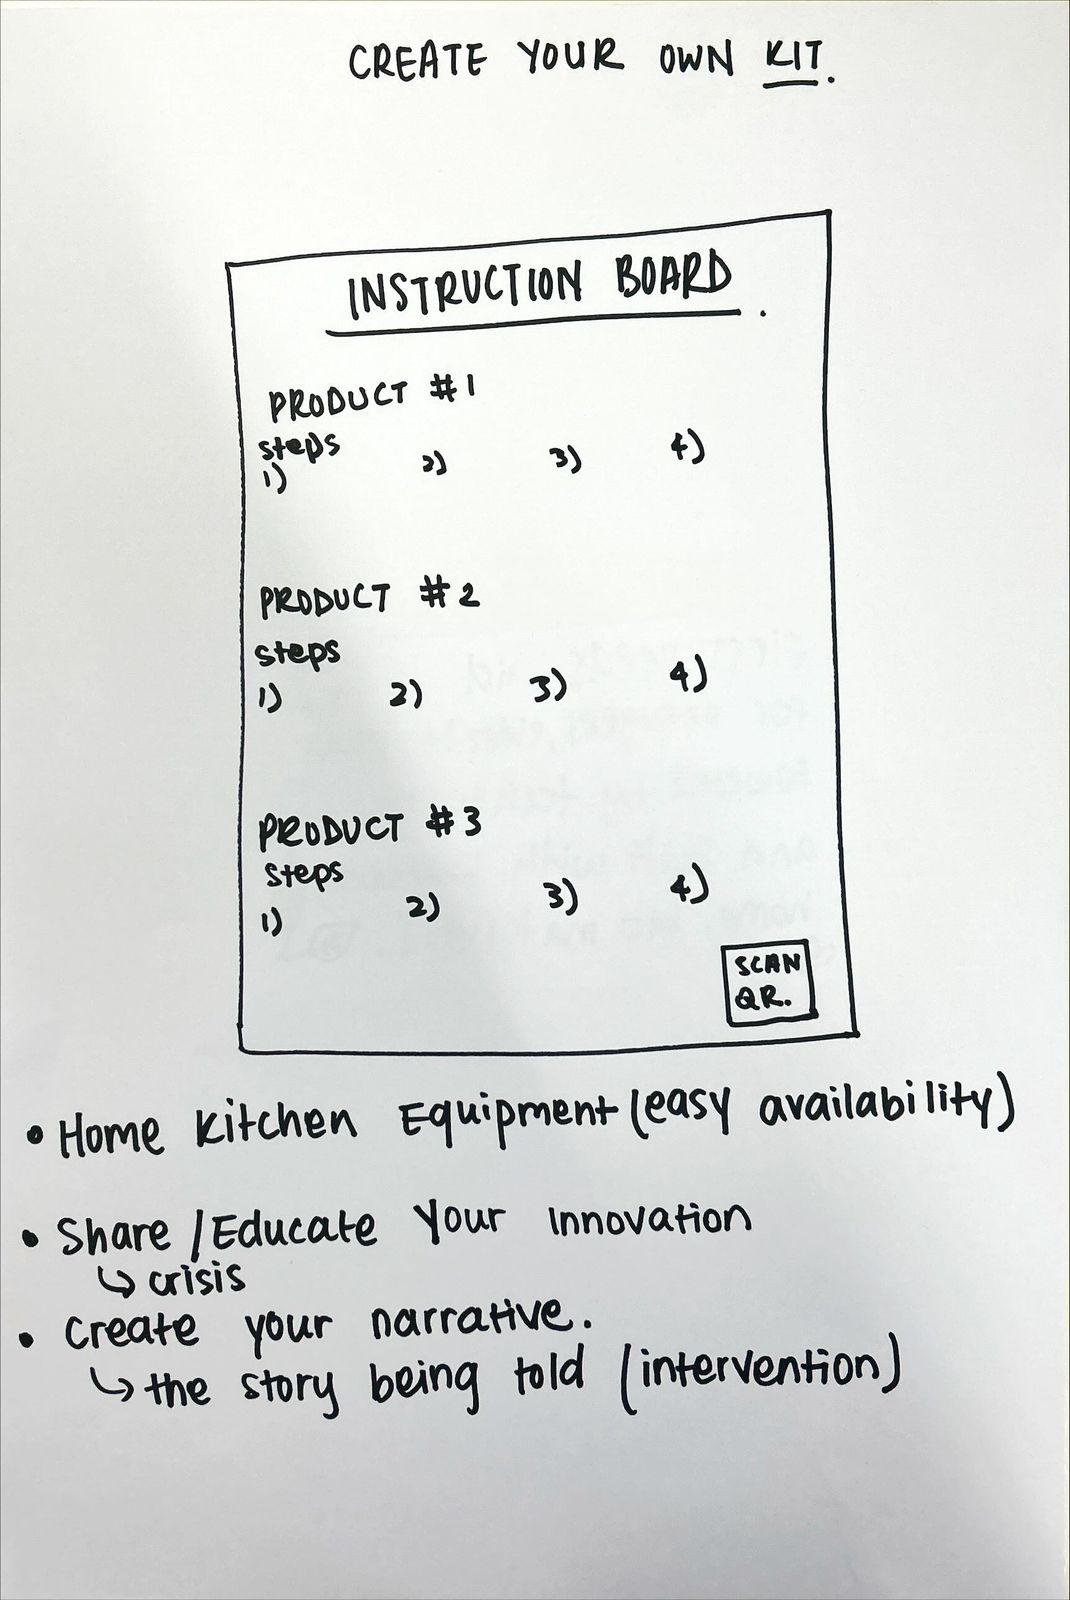 CREATE YOUR OWN KIT.
INSTRUCTION BOARD.
PRODUCT #1
steps
1) 2) 3) 4)
PRODUCT #2
steps
1) 2) 3) 4)
PRODUCT #3
steps
1) 2) 3) 4)
SCAN
QR.
• Home Kitchen Equipment (easy availability)
• Share/Educate Your Innovation
↳ crisis
• Create your narrative.
↳ the story being told (intervention)